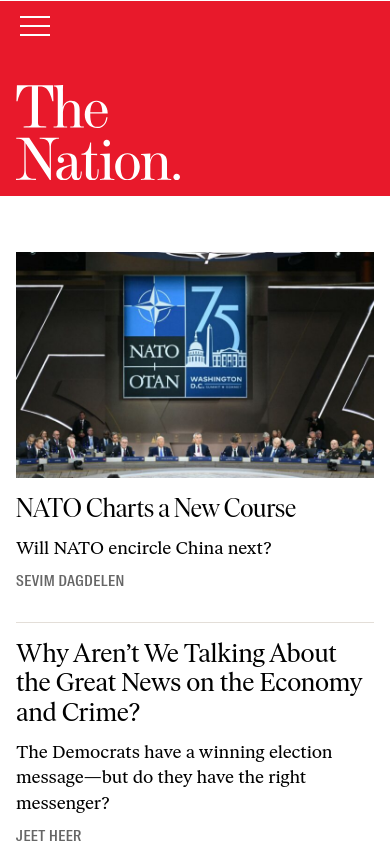 The
Nation.
NATO
OTAN
75
WASHINGTON
D.C.
NATO Charts a New Course
Will NATO encircle China next?
SEVIM DAGDELEN
Why Aren’t We Talking About
the Great News on the Economy
and Crime?
The Democrats have a winning election
message—but do they have the right
messenger?
JEET HEER